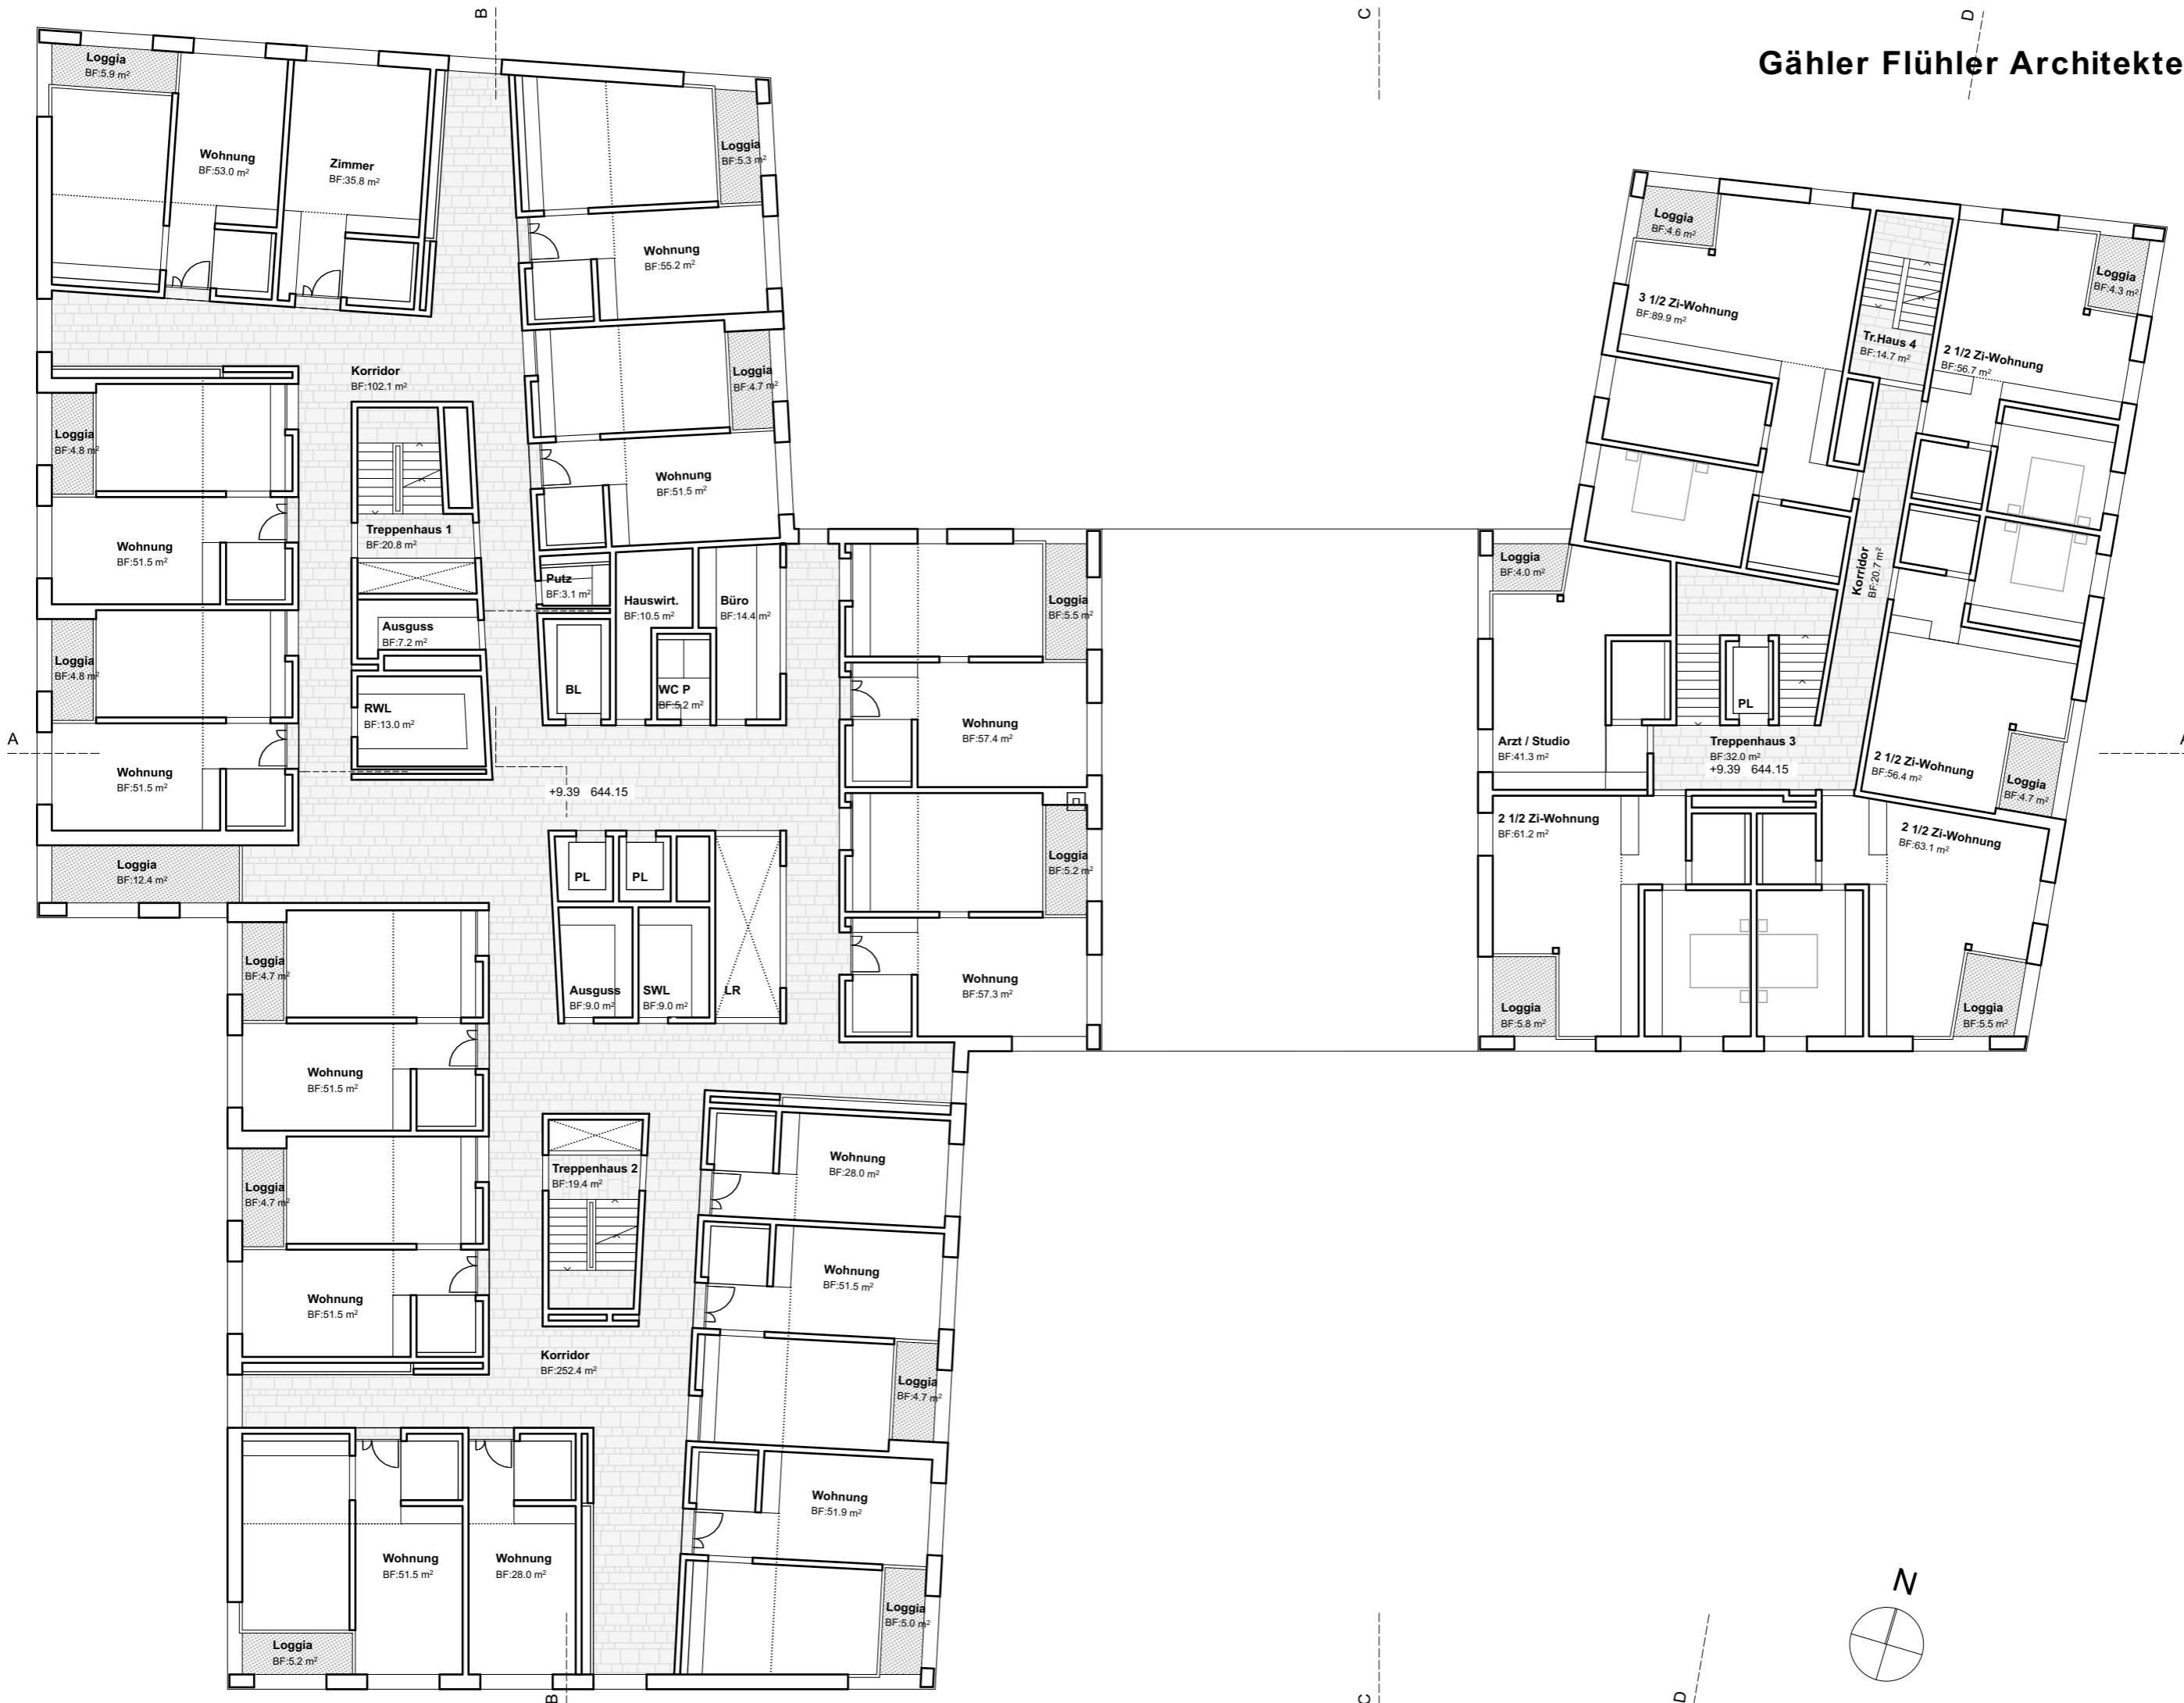 B
C
D
Gähler Flühler Architekte
Loggia
BF:5.9 m²
Wohnung
BF:53.0 m²
Zimmer
BF:35.8 m²
Loggia
BF:5.3 m²
Wohnung
BF:55.2 m²
Korridor
BF:102.1 m²
Loggia
BF:4.7 m²
Loggia
BF:4.8 m²
Wohnung
BF:51.5 m²
Treppenhaus 1
BF:20.8 m²
Wohnung
BF:51.5 m²
Putz
BF:3.1 m²
Hauswirt.
BF:10.5 m²
Büro
BF:14.4 m²
Loggia
BF:5.5 m²
Ausguss
BF:7.2 m²
Loggia
BF:4.8 m²
RWL
BF:13.0 m²
BL
WC P
BF:5.2 m²
Wohnung
BF:57.4 m²
A
Wohnung
BF:51.5 m²
+9.39 644.15
Loggia
BF:12.4 m²
PL
PL
Loggia
BF:5.2 m²
Loggia
BF:4.7 m²
Ausguss
BF:9.0 m²
SWL
BF:9.0 m²
LR
Wohnung
BF:57.3 m²
Wohnung
BF:51.5 m²
Treppenhaus 2
BF:19.4 m²
Wohnung
BF:28.0 m²
Loggia
BF:4.7 m²
Wohnung
BF:51.5 m²
Wohnung
BF:51.5 m²
Korridor
BF:252.4 m²
Loggia
BF:4.7 m²
Wohnung
BF:51.9 m²
Wohnung
BF:51.5 m²
Wohnung
BF:28.0 m²
Loggia
BF:5.0 m²
Loggia
BF:5.2 m²
Loggia
BF:4.6 m²
3 1/2 Zi-Wohnung
BF:89.9 m²
Tr.Haus 4
BF:14.7 m²
Loggia
BF:4.3 m²
2 1/2 Zi-Wohnung
BF:56.7 m²
Loggia
BF:4.0 m²
Korridor
BF:20.7 m²
PL
Arzt / Studio
BF:41.3 m²
Treppenhaus 3
BF:32.0 m²
+9.39 644.15
2 1/2 Zi-Wohnung
BF:56.4 m²
Loggia
BF:4.7 m²
2 1/2 Zi-Wohnung
BF:61.2 m²
2 1/2 Zi-Wohnung
BF:63.1 m²
Loggia
BF:5.8 m²
Loggia
BF:5.5 m²
N
B
C
D